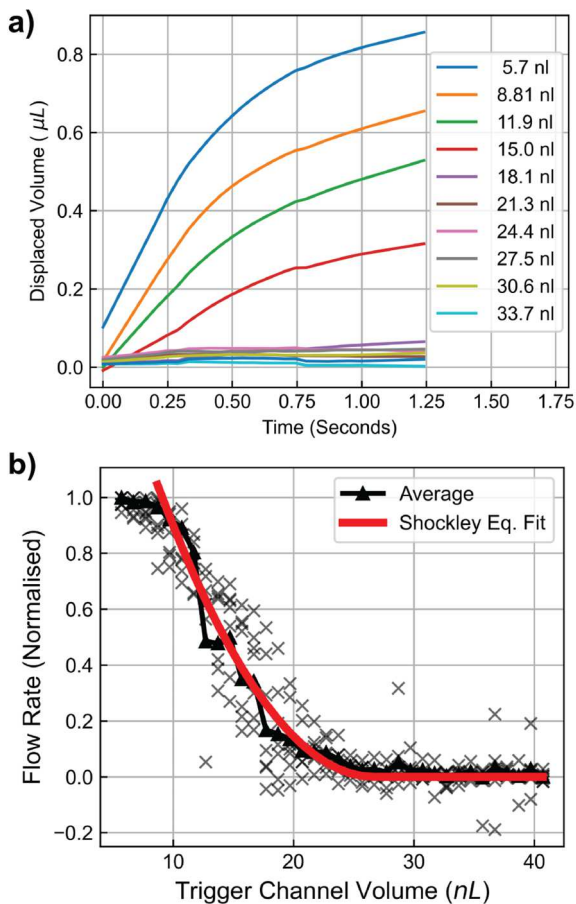 a)
Displaced Volume ( μL)
0.8
0.6
0.4
0.2
0.0
5.7 nl
8.81 nl
11.9 nl
15.0 nl
18.1 nl
21.3 nl
24.4 nl
27.5 nl
30.6 nl
33.7 nl
0.00 0.25 0.50 0.75 1.00 1.25 1.50 1.75
Time (Seconds)
b)
Flow Rate (Normalised)
1.0
0.8
0.6
0.4
0.2
0.0
−0.2
Average
Shockley Eq. Fit
10 20 30 40
Trigger Channel Volume (nL)